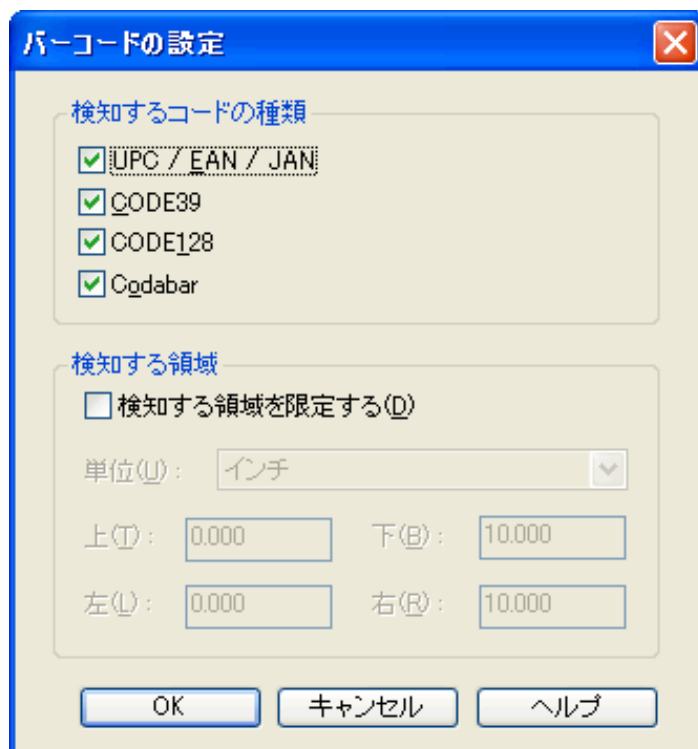 バーコードの設定
検知するコードの種類
UPC / EAN / JAN
CODE39
CODE128
Codabar
検知する領域
検知する領域を限定する(D)
単位(U): インチ
上(T): 0.000 下(B): 10.000
左(L): 0.000 右(R): 10.000
OK キャンセル ヘルプ